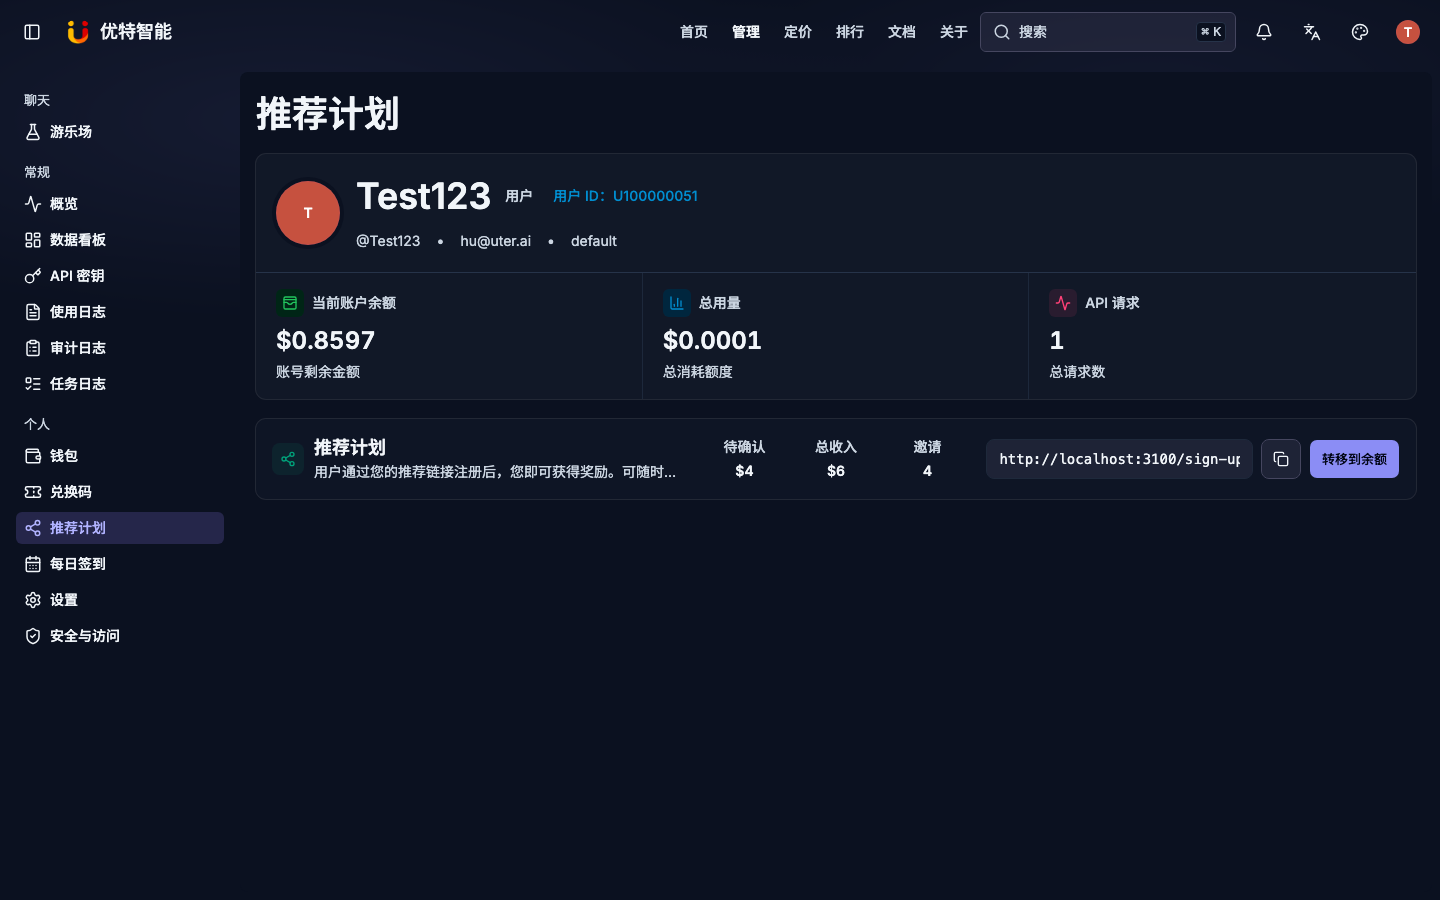 优特智能
首页
管理
定价
排行
文档
关于
搜索
⌘ K
T
聊天
游乐场
常规
概览
数据看板
API 密钥
使用日志
审计日志
任务日志
个人
钱包
兑换码
推荐计划
每日签到
设置
安全与访问
推荐计划
T
Test123 用户 用户 ID：U100000051
@Test123 • hu@uter.ai • default
当前账户余额
$0.8597
账号剩余金额
总用量
$0.0001
总消耗额度
API 请求
1
总请求数
推荐计划
用户通过您的推荐链接注册后，您即可获得奖励。可随时...
待确认
$4
总收入
$6
邀请
4
http://localhost:3100/sign-up
转移到余额